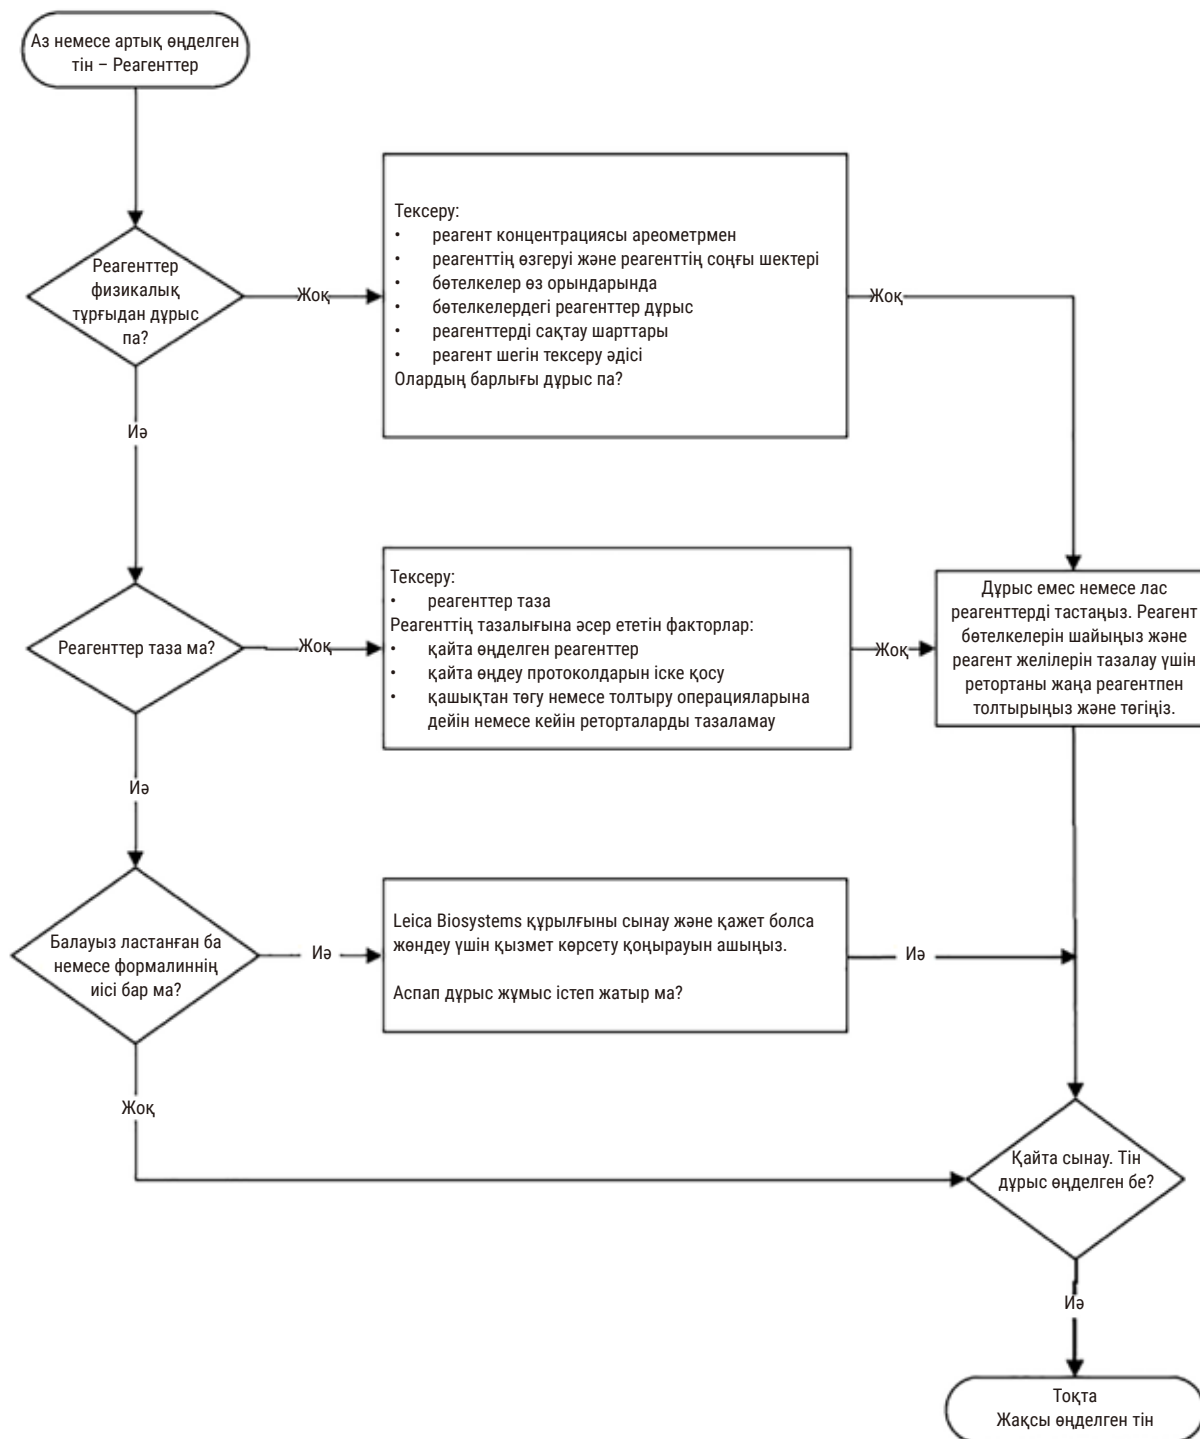 Аз немесе артық өңделген
тін – Реагенттер
Реагенттер
физикалық
тұрғыдан дұрыс
па?
Жоқ
Тексеру:
• реагент концентрациясы ареометрмен
• реагенттің өзгеруі және реагенттің соңғы шектері
• бөтелкелер өз орындарында
• бөтелкелердегі реагенттер дұрыс
• реагенттерді сақтау шарттары
• реагент шегін тексеру әдісі
Олардың барлығы дұрыс па?
Жоқ
Иә
Реагенттер таза ма?
Жоқ
Тексеру:
• реагенттер таза
Реагенттің тазалығына әсер ететін факторлар:
• қайта өңделген реагенттер
• қайта өңдеу протоколдарын іске қосу
• қашықтан төгу немесе толтыру операцияларына
дейін немесе кейін реторталарды тазаламау
Жоқ
Дұрыс емес немесе лас
реагенттерді тастаңыз. Реагент
бөтелкелерін шайыңыз және
реагент желілерін тазалау үшін
ретортаны жаңа реагентпен
толтырыңыз және төгіңіз.
Иә
Балауыз ластанған ба
немесе формалиннің
иісі бар ма?
Иә
Leica Biosystems құрылғыны сынау және қажет болса
жөндеу үшін қызмет көрсету қоңырауын ашыңыз.
Аспап дұрыс жұмыс істеп жатыр ма?
Иә
Жоқ
Қайта сынау. Тін
дұрыс өңделген бе?
Иә
Тоқта
Жақсы өңделген тін